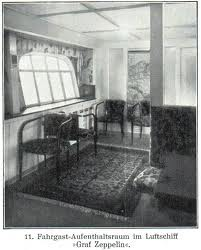 11. Fahrgast-Aufenthaltsraum im Luftschiff
»Graf Zeppelin«.